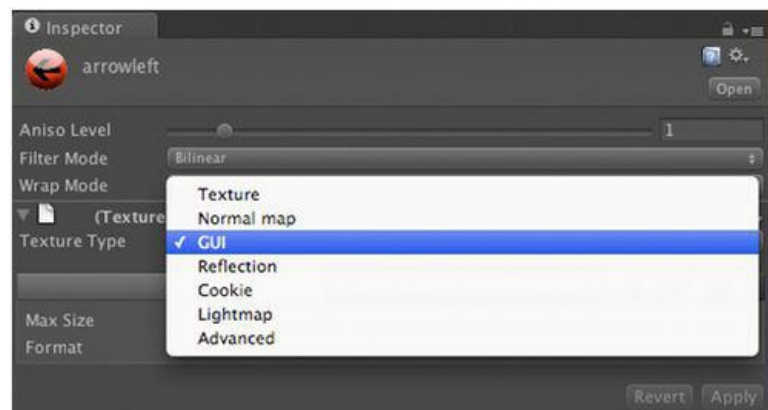 Inspector
arrowleft
Open
Aniso Level 1
Filter Mode Bilinear
Wrap Mode
(Texture
Texture Type
Texture
Normal map
✓ GUI
Reflection
Cookie
Lightmap
Advanced
Max Size
Format
Revert Apply